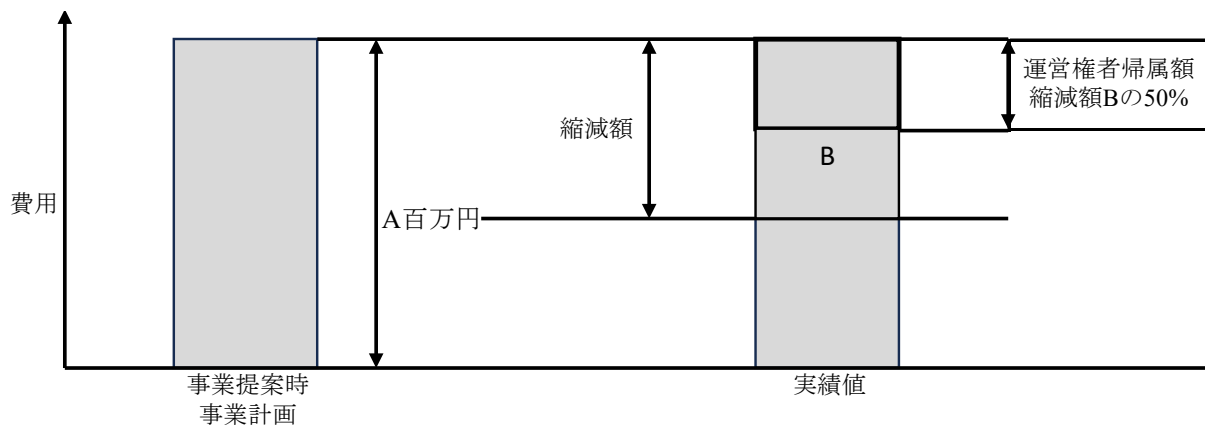 運営権者帰属額
縮減額Bの50%
縮減額
B
費用
A百万円
事業提案時
事業計画
実績値